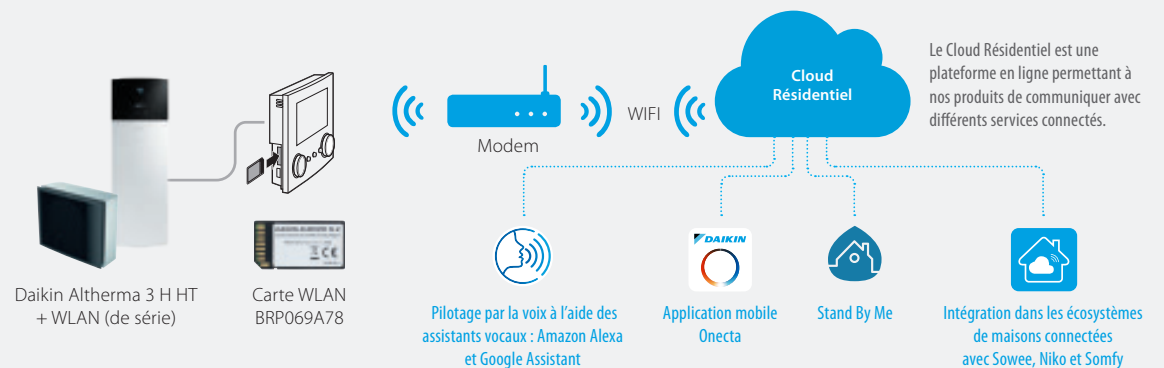 Le Cloud Résidentiel est une
plateforme en ligne permettant à
nos produits de communiquer avec
différents services connectés.
Cloud
Résidentiel
WIFI
Modem
Daikin Altherma 3 H HT
+ WLAN (de série)
Carte WLAN
BRP069A78
DAIKIN
Pilotage par la voix à l'aide des
assistants vocaux : Amazon Alexa
et Google Assistant
Application mobile
Onecta
Stand By Me
Intégration dans les écosystèmes
de maisons connectées
avec Sowee, Niko et Somfy